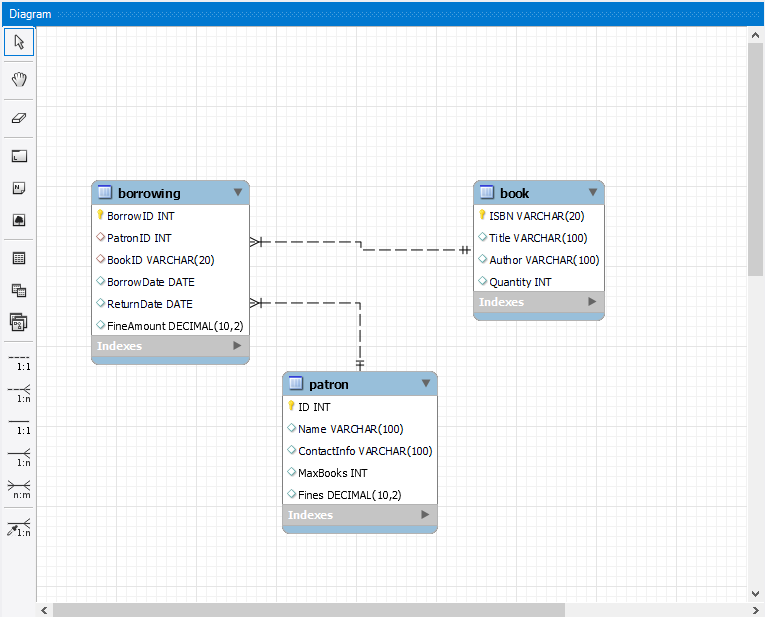 Diagram
borrowing
BorrowID INT
PatronID INT
BookID VARCHAR(20)
BorrowDate DATE
ReturnDate DATE
FineAmount DECIMAL(10,2)
Indexes
book
ISBN VARCHAR(20)
Title VARCHAR(100)
Author VARCHAR(100)
Quantity INT
Indexes
patron
ID INT
Name VARCHAR(100)
ContactInfo VARCHAR(100)
MaxBooks INT
Fines DECIMAL(10,2)
Indexes
1:1
1:n
1:1
1:n
n:m
1:n